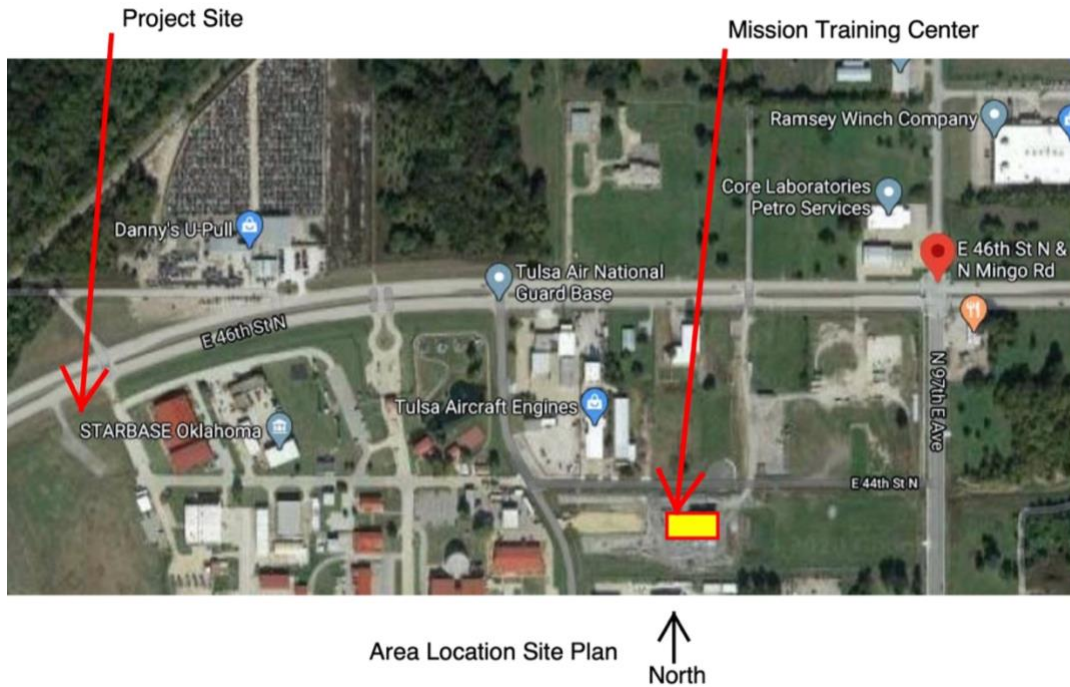 Project Site
Mission Training Center
Ramsey Winch Company
Core Laboratories
Petro Services
Danny's U-Pull
Tulsa Air National
Guard Base
E 46th St N &
N Mingo Rd
E 46th St N
Tulsa Aircraft Engines
STARBASE Oklahoma
N 97th E Ave
E 44th St N
Area Location Site Plan
North